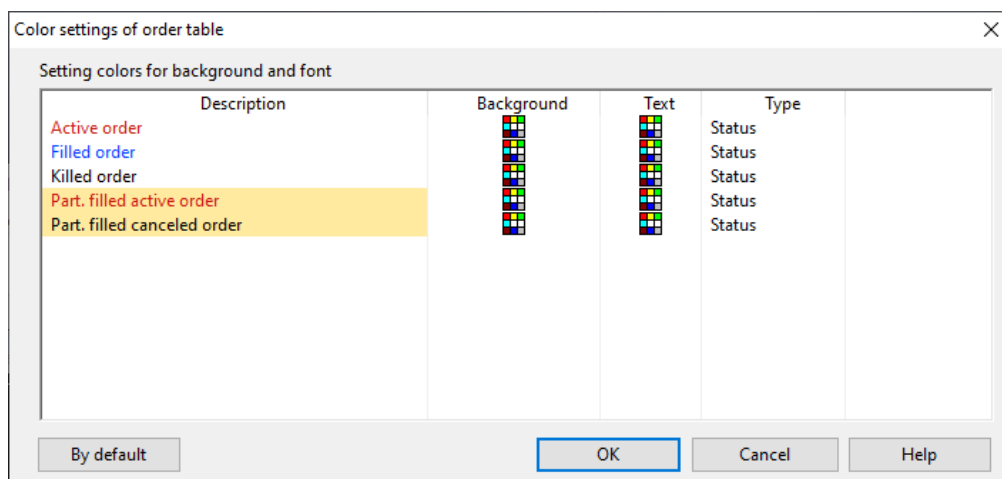 Color settings of order table
Setting colors for background and font
Description Background Text Type
Active order Status
Filled order Status
Killed order Status
Part. filled active order Status
Part. filled canceled order Status
By default OK Cancel Help